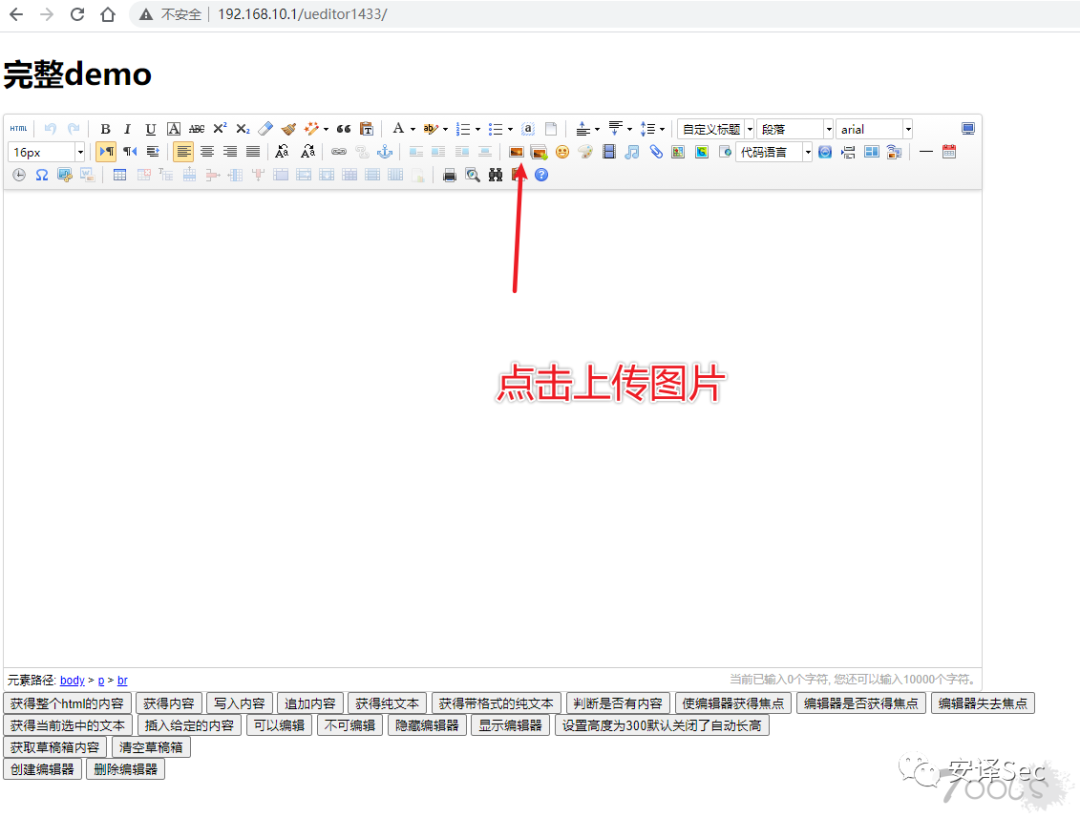 不安全 192.168.10.1/ueditor1433/
完整demo
HTML B I U A ABC X² X₂ A ab a 自定义标题 段落 arial
16px 代码语言
点击上传图片
元素路径: body > p > br 当前已输入0个字符, 您还可以输入10000个字符。
获得整个html的内容 获得内容 写入内容 追加内容 获得纯文本 获得带格式的纯文本 判断是否有内容 使编辑器获得焦点 编辑器是否获得焦点 编辑器失去焦点
获得当前选中的文本 插入给定的内容 可以编辑 不可编辑 隐藏编辑器 显示编辑器 设置高度为300默认关闭了自动长高
获取草稿箱内容 清空草稿箱
创建编辑器 删除编辑器
安译Sec
Tools